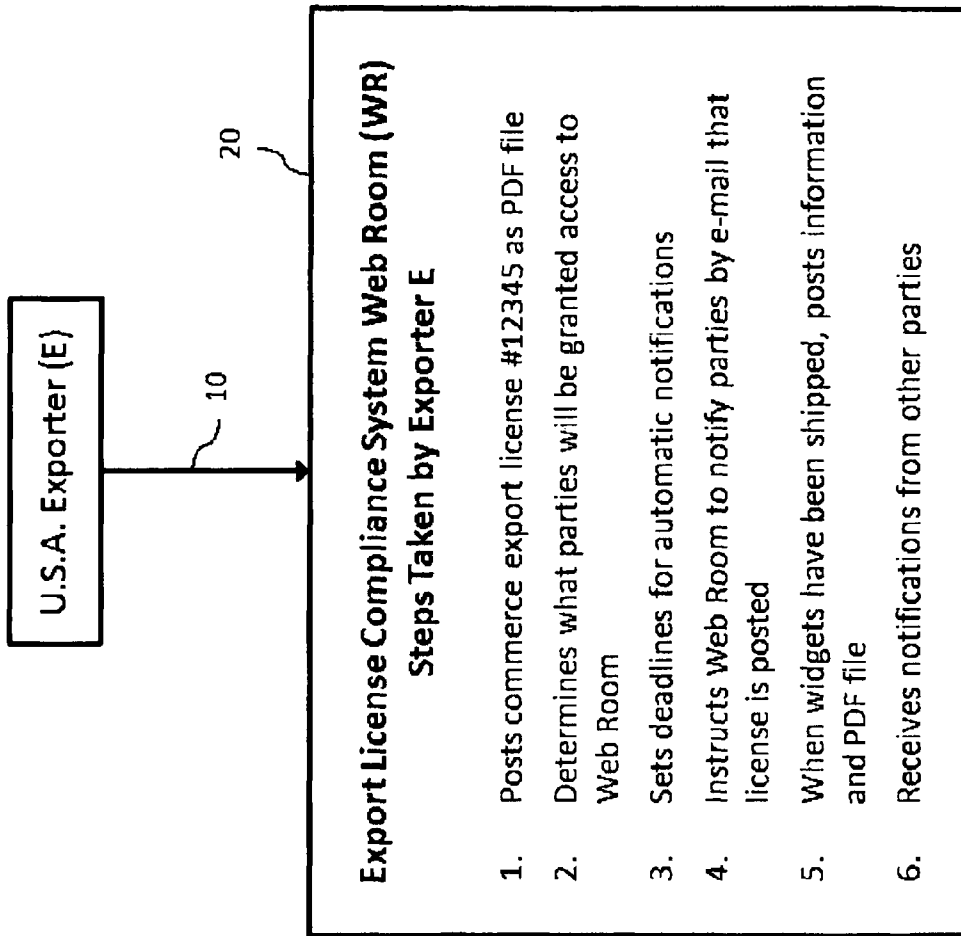 U.S.A. Exporter (E)
10
20
Export License Compliance System Web Room (WR)
Steps Taken by Exporter E
1. Posts commerce export license #12345 as PDF file
2. Determines what parties will be granted access to
Web Room
3. Sets deadlines for automatic notifications
4. Instructs Web Room to notify parties by e-mail that
license is posted
5. When widgets have been shipped, posts information
and PDF file
6. Receives notifications from other parties